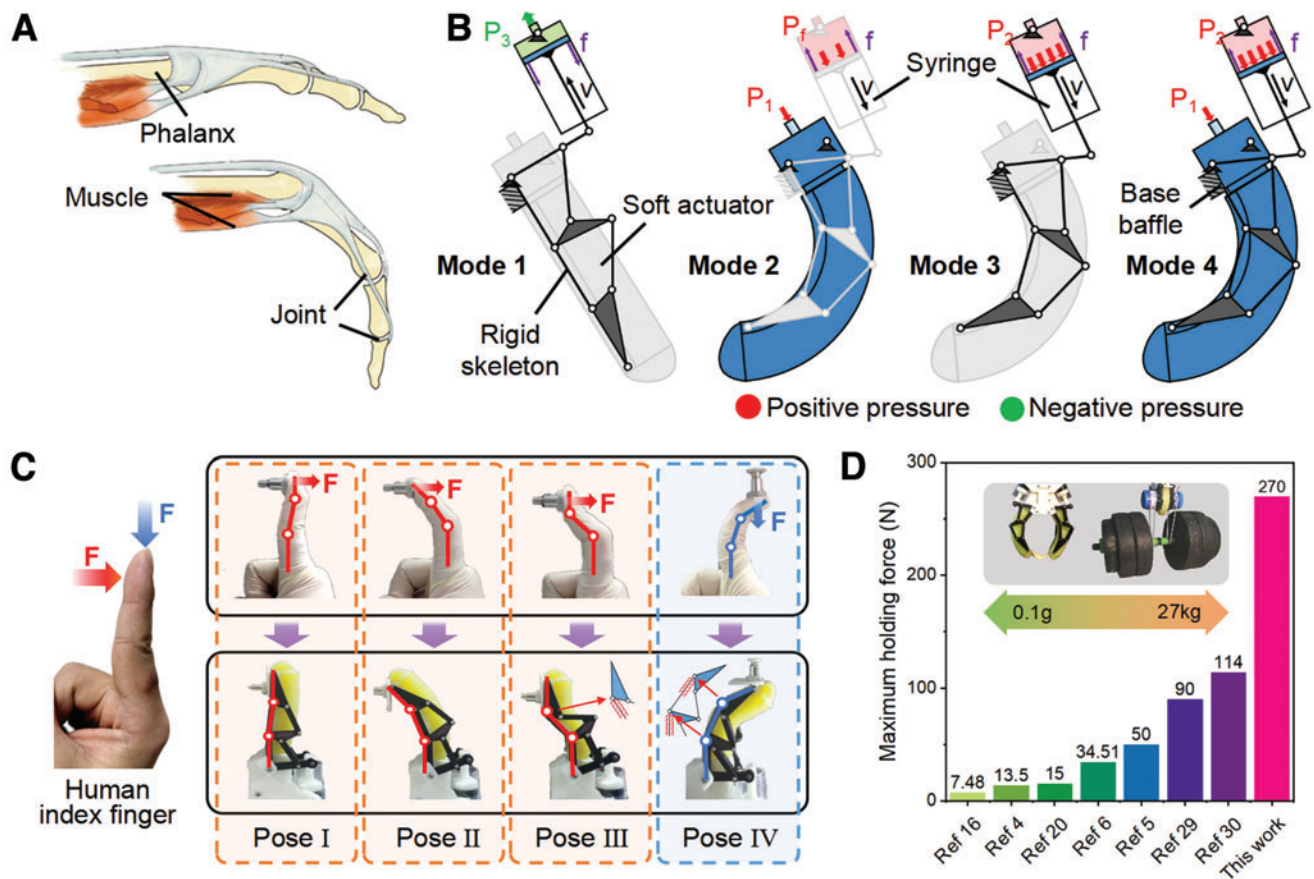 A
Phalanx
Muscle
Joint
B
P3
f
v
Soft actuator
Mode 1
Rigid
skeleton
Pf
f
v
P1
Mode 2
Syringe
P2
f
v
Mode 3
P2
f
v
P1
Base
baffle
Mode 4
Positive pressure
Negative pressure
C
F
F
Human
index finger
F
F
F
F
Pose I
Pose II
Pose III
Pose IV
D
Maximum holding force (N)
300
200
100
0
0.1g
27kg
7.48
13.5
15
34.51
50
90
114
270
Ref 16
Ref 4
Ref 20
Ref 6
Ref 5
Ref 29
Ref 30
This work